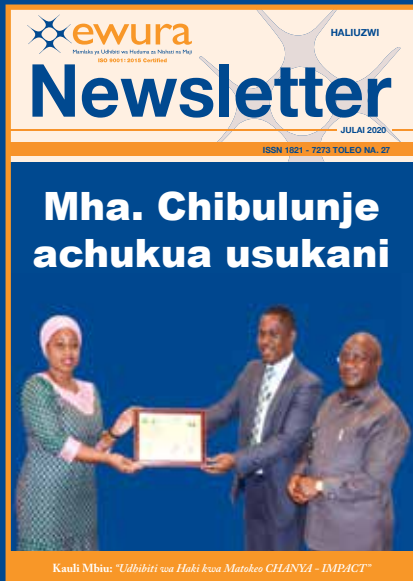 ewura
HALIUZWI
Mamlaka ya Udhibiti wa Huduma za Nishati na Maji
ISO 9001: 2015 Certified
Newsletter
JULAI 2020
ISSN 1821 - 7273 TOLEO NA. 27
Mha. Chibulunje
achukua usukani
Kauli Mbiu: "Udhibiti wa Haki kwa Matokeo CHANYA - IMPACT"